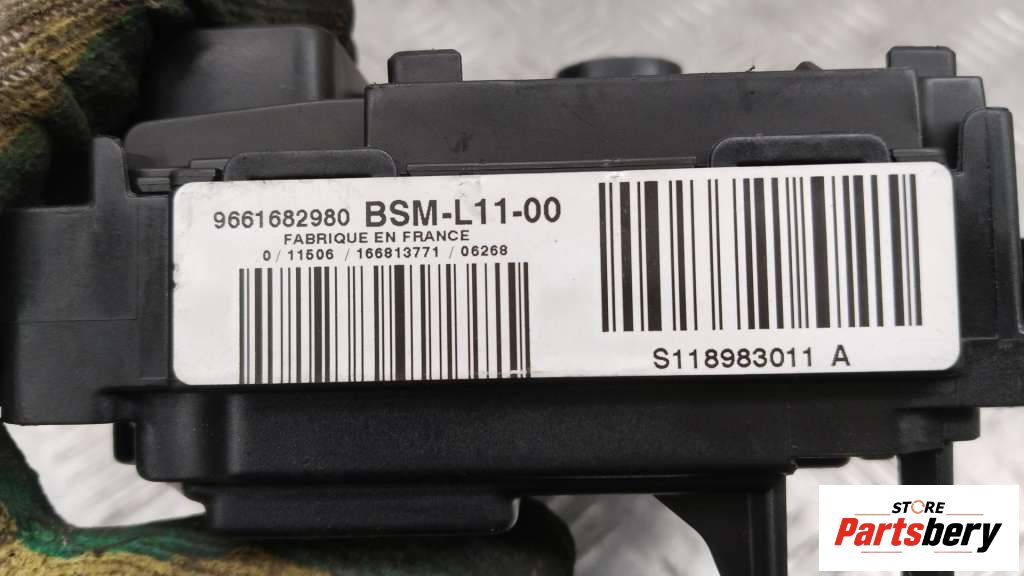 9661682980 BSM-L11-00
FABRIQUE EN FRANCE
0 / 11506 / 166813771 / 06268
S118983011 A
STORE
Partsbery